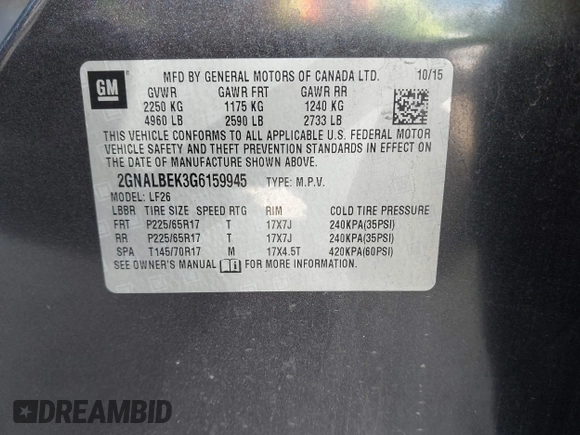 GM
MFD BY GENERAL MOTORS OF CANADA LTD. 10/15
GVWR GAWR FRT GAWR RR
2250 KG 1175 KG 1240 KG
4960 LB 2590 LB 2733 LB
THIS VEHICLE CONFORMS TO ALL APPLICABLE U.S. FEDERAL MOTOR
VEHICLE SAFETY AND THEFT PREVENTION STANDARDS IN EFFECT ON
THE DATE OF MANUFACTURE SHOWN ABOVE.
2GNALBEK3G6159945 TYPE: M.P.V.
MODEL: LF26
LBBR TIRE SIZE SPEED RTG RIM COLD TIRE PRESSURE
FRT P225/65R17 T 17X7J 240KPA(35PSI)
RR P225/65R17 T 17X7J 240KPA(35PSI)
SPA T145/70R17 M 17X4.5T 420KPA(60PSI)
SEE OWNER'S MANUAL FOR MORE INFORMATION.
DREAMBID